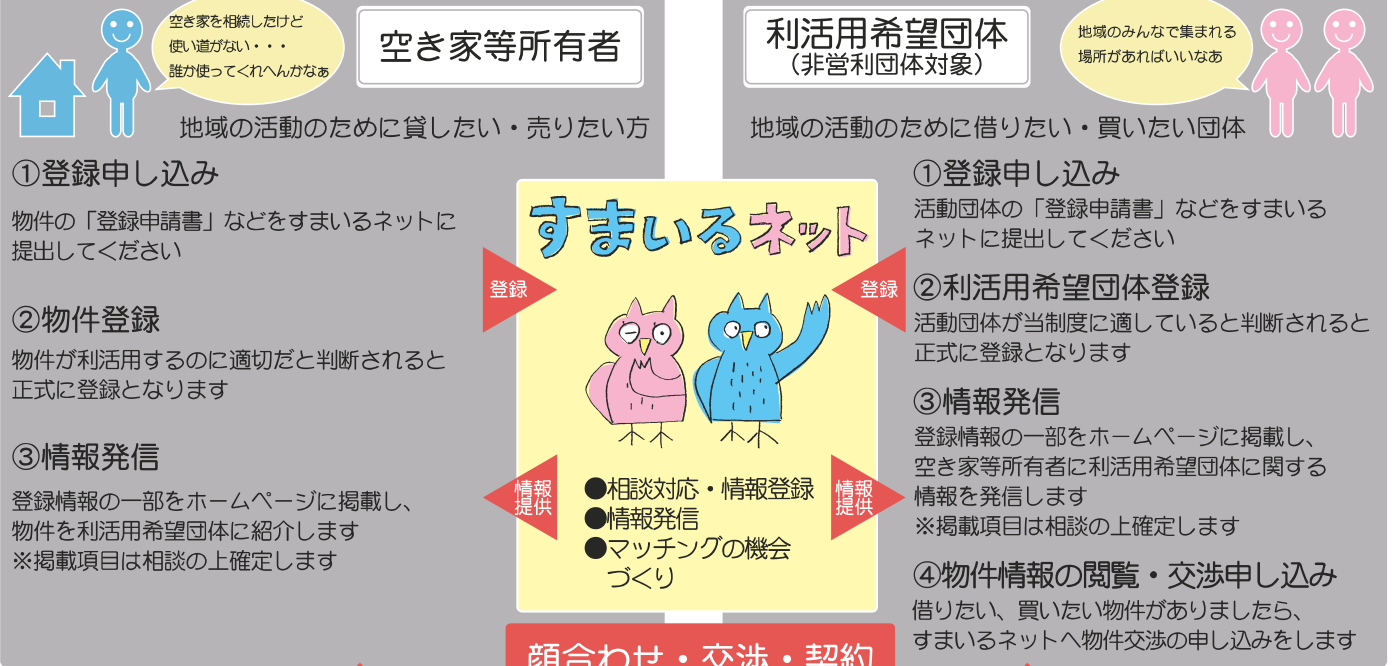 空き家を相続したけど
使い道がない・・・
誰か使ってくれへんかなぁ
空き家等所有者
地域の活動のために貸したい・売りたい方
①登録申し込み
物件の「登録申請書」などをすまいるネットに
提出してください
②物件登録
物件が利活用するのに適切だと判断されると
正式に登録となります
③情報発信
登録情報の一部をホームページに掲載し、
物件を利活用希望団体に紹介します
※掲載項目は相談の上確定します
登録
情報
提供
すまいるネット
●相談対応・情報登録
●情報発信
●マッチングの機会
づくり
登録
情報
提供
利活用希望団体
（非営利団体対象）
地域のみんなで集まれる
場所があればいいなあ
地域の活動のために借りたい・買いたい団体
①登録申し込み
活動団体の「登録申請書」などをすまいる
ネットに提出してください
②利活用希望団体登録
活動団体が当制度に適していると判断されると
正式に登録となります
③情報発信
登録情報の一部をホームページに掲載し、
空き家等所有者に利活用希望団体に関する
情報を発信します
※掲載項目は相談の上確定します
④物件情報の閲覧・交渉申し込み
借りたい、買いたい物件がありましたら、
すまいるネットへ物件交渉の申し込みをします
顔合わせ・交渉・契約